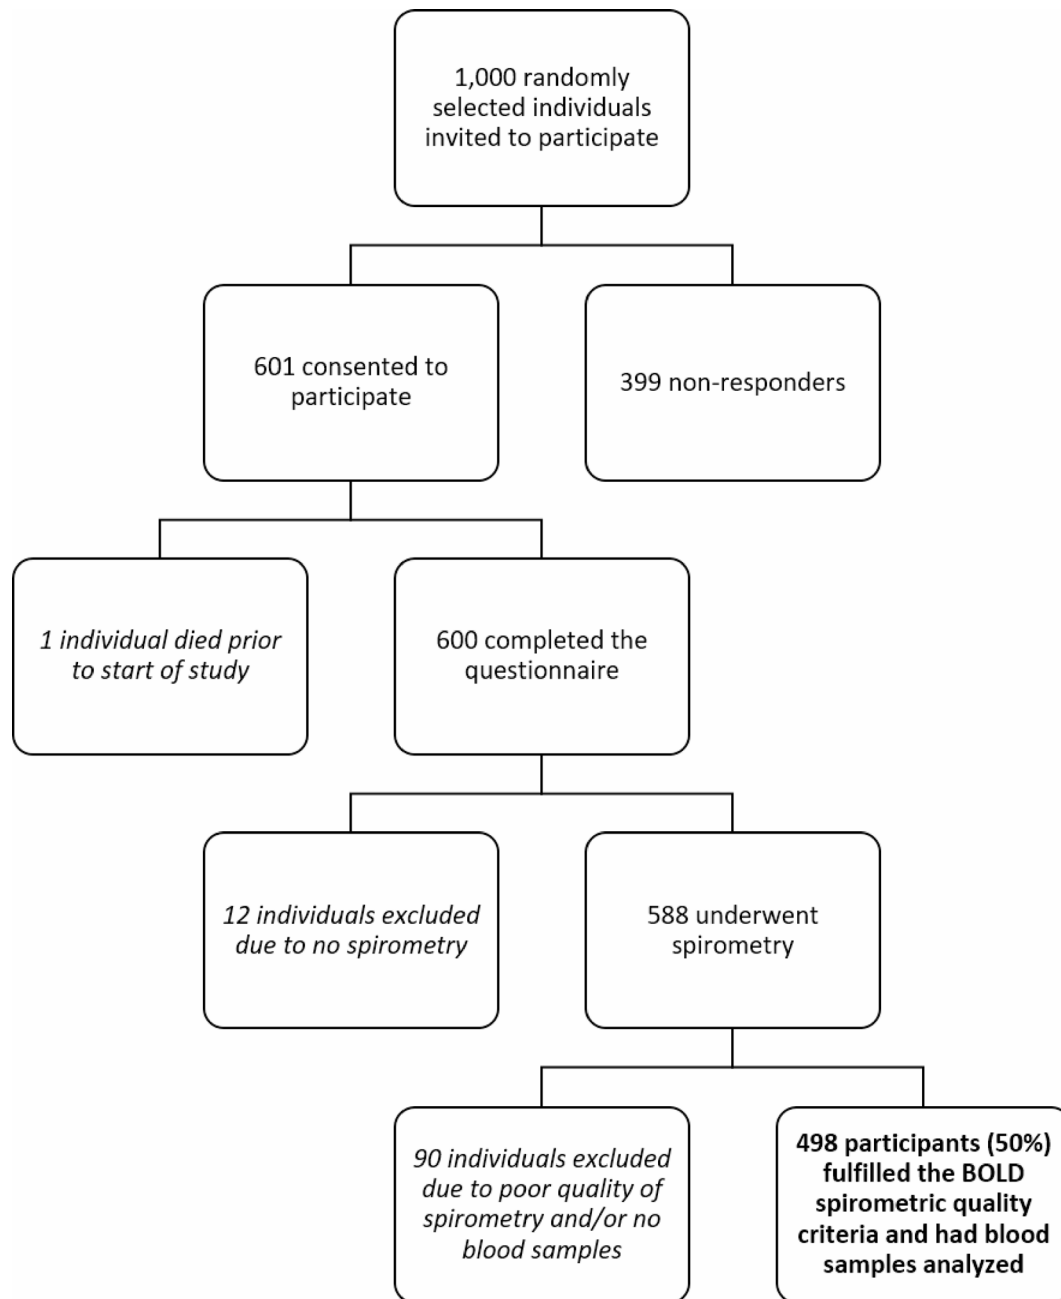 1,000 randomly
selected individuals
invited to participate
601 consented to
participate
399 non-responders
1 individual died prior
to start of study
600 completed the
questionnaire
12 individuals excluded
due to no spirometry
588 underwent
spirometry
90 individuals excluded
due to poor quality of
spirometry and/or no
blood samples
498 participants (50%)
fulfilled the BOLD
spirometric quality
criteria and had blood
samples analyzed